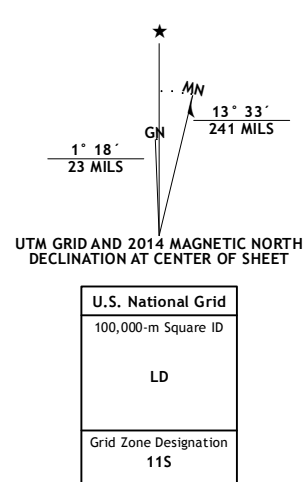 ★
MN
GN
13° 33´
241 MILS
1° 18´
23 MILS
UTM GRID AND 2014 MAGNETIC NORTH
DECLINATION AT CENTER OF SHEET
U.S. National Grid
100,000-m Square ID
LD
Grid Zone Designation
11S